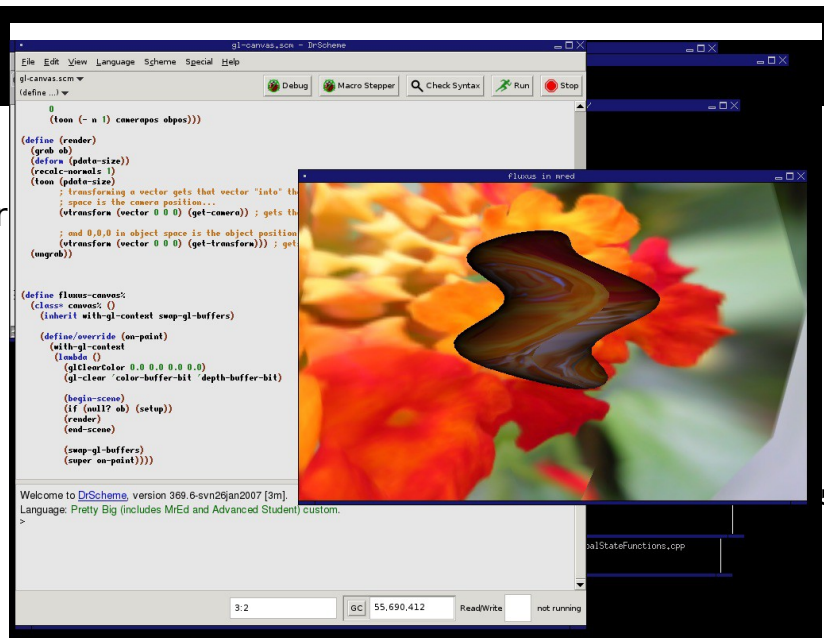 gl-canvas.scm - DrScheme
File Edit View Language Scheme Special Help
gl-canvas.scm
(define ...)
Debug Macro Stepper Check Syntax Run Stop
0
(toon (- n 1) camerapos obpos)))
(define (render)
(grab ob)
(deform (pdata-size))
(recalc-normals 1)
(toon (pdata-size)
; transforming a vector gets that vector "into" th
; space is the camera position...
(vtransform (vector 0 0 0) (get-camera)) ; gets th
; and 0,0,0 in object space is the object position
(vtransform (vector 0 0 0) (get-transform))) ; get
(ungrab))
(define fluxus-canvas%
(class* canvas% ()
(inherit with-gl-context swap-gl-buffers)
(define/override (on-paint)
(with-gl-context
(lambda ()
(glClearColor 0.0 0.0 0.0 0.0)
(gl-clear 'color-buffer-bit 'depth-buffer-bit)
(begin-scene)
(if (null? ob) (setup))
(render)
(end-scene)
(swap-gl-buffers)
(super on-paint))))
fluxus in mred
Welcome to DrScheme, version 369.6-svn26jan2007 [3m].
Language: Pretty Big (includes MrEd and Advanced Student) custom.
>
balStateFunctions.cpp
3:2 GC 55,690,412 Read/Write not running